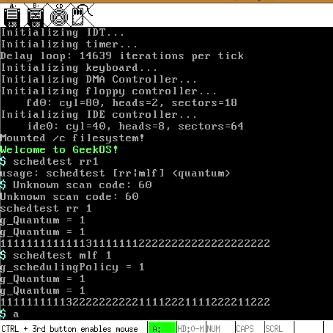 A:
B:
CD
Initializing IDT...
Initializing timer...
Delay loop: 14639 iterations per tick
Initializing keyboard...
Initializing DMA Controller...
Initializing floppy controller...
fd0: cyl=80, heads=2, sectors=18
Initializing IDE controller...
ide0: cyl=40, heads=8, sectors=64
Mounted /c filesystem!
Welcome to GeekOS!
$ schedtest rr1
usage: schedtest [rr|mlf] <quantum>
$ Unknown scan code: 60
Unknown scan code: 60
schedtest rr 1
g_Quantum = 1
g_Quantum = 1
1111111111111311111112222222222222222222222
$ schedtest mlf 1
g_schedulingPolicy = 1
g_Quantum = 1
g_Quantum = 1
1111111111132222222222211112221111222211222
$ a
CTRL + 3rd button enables mouse A: HD:0-M NUM CAPS SCRL